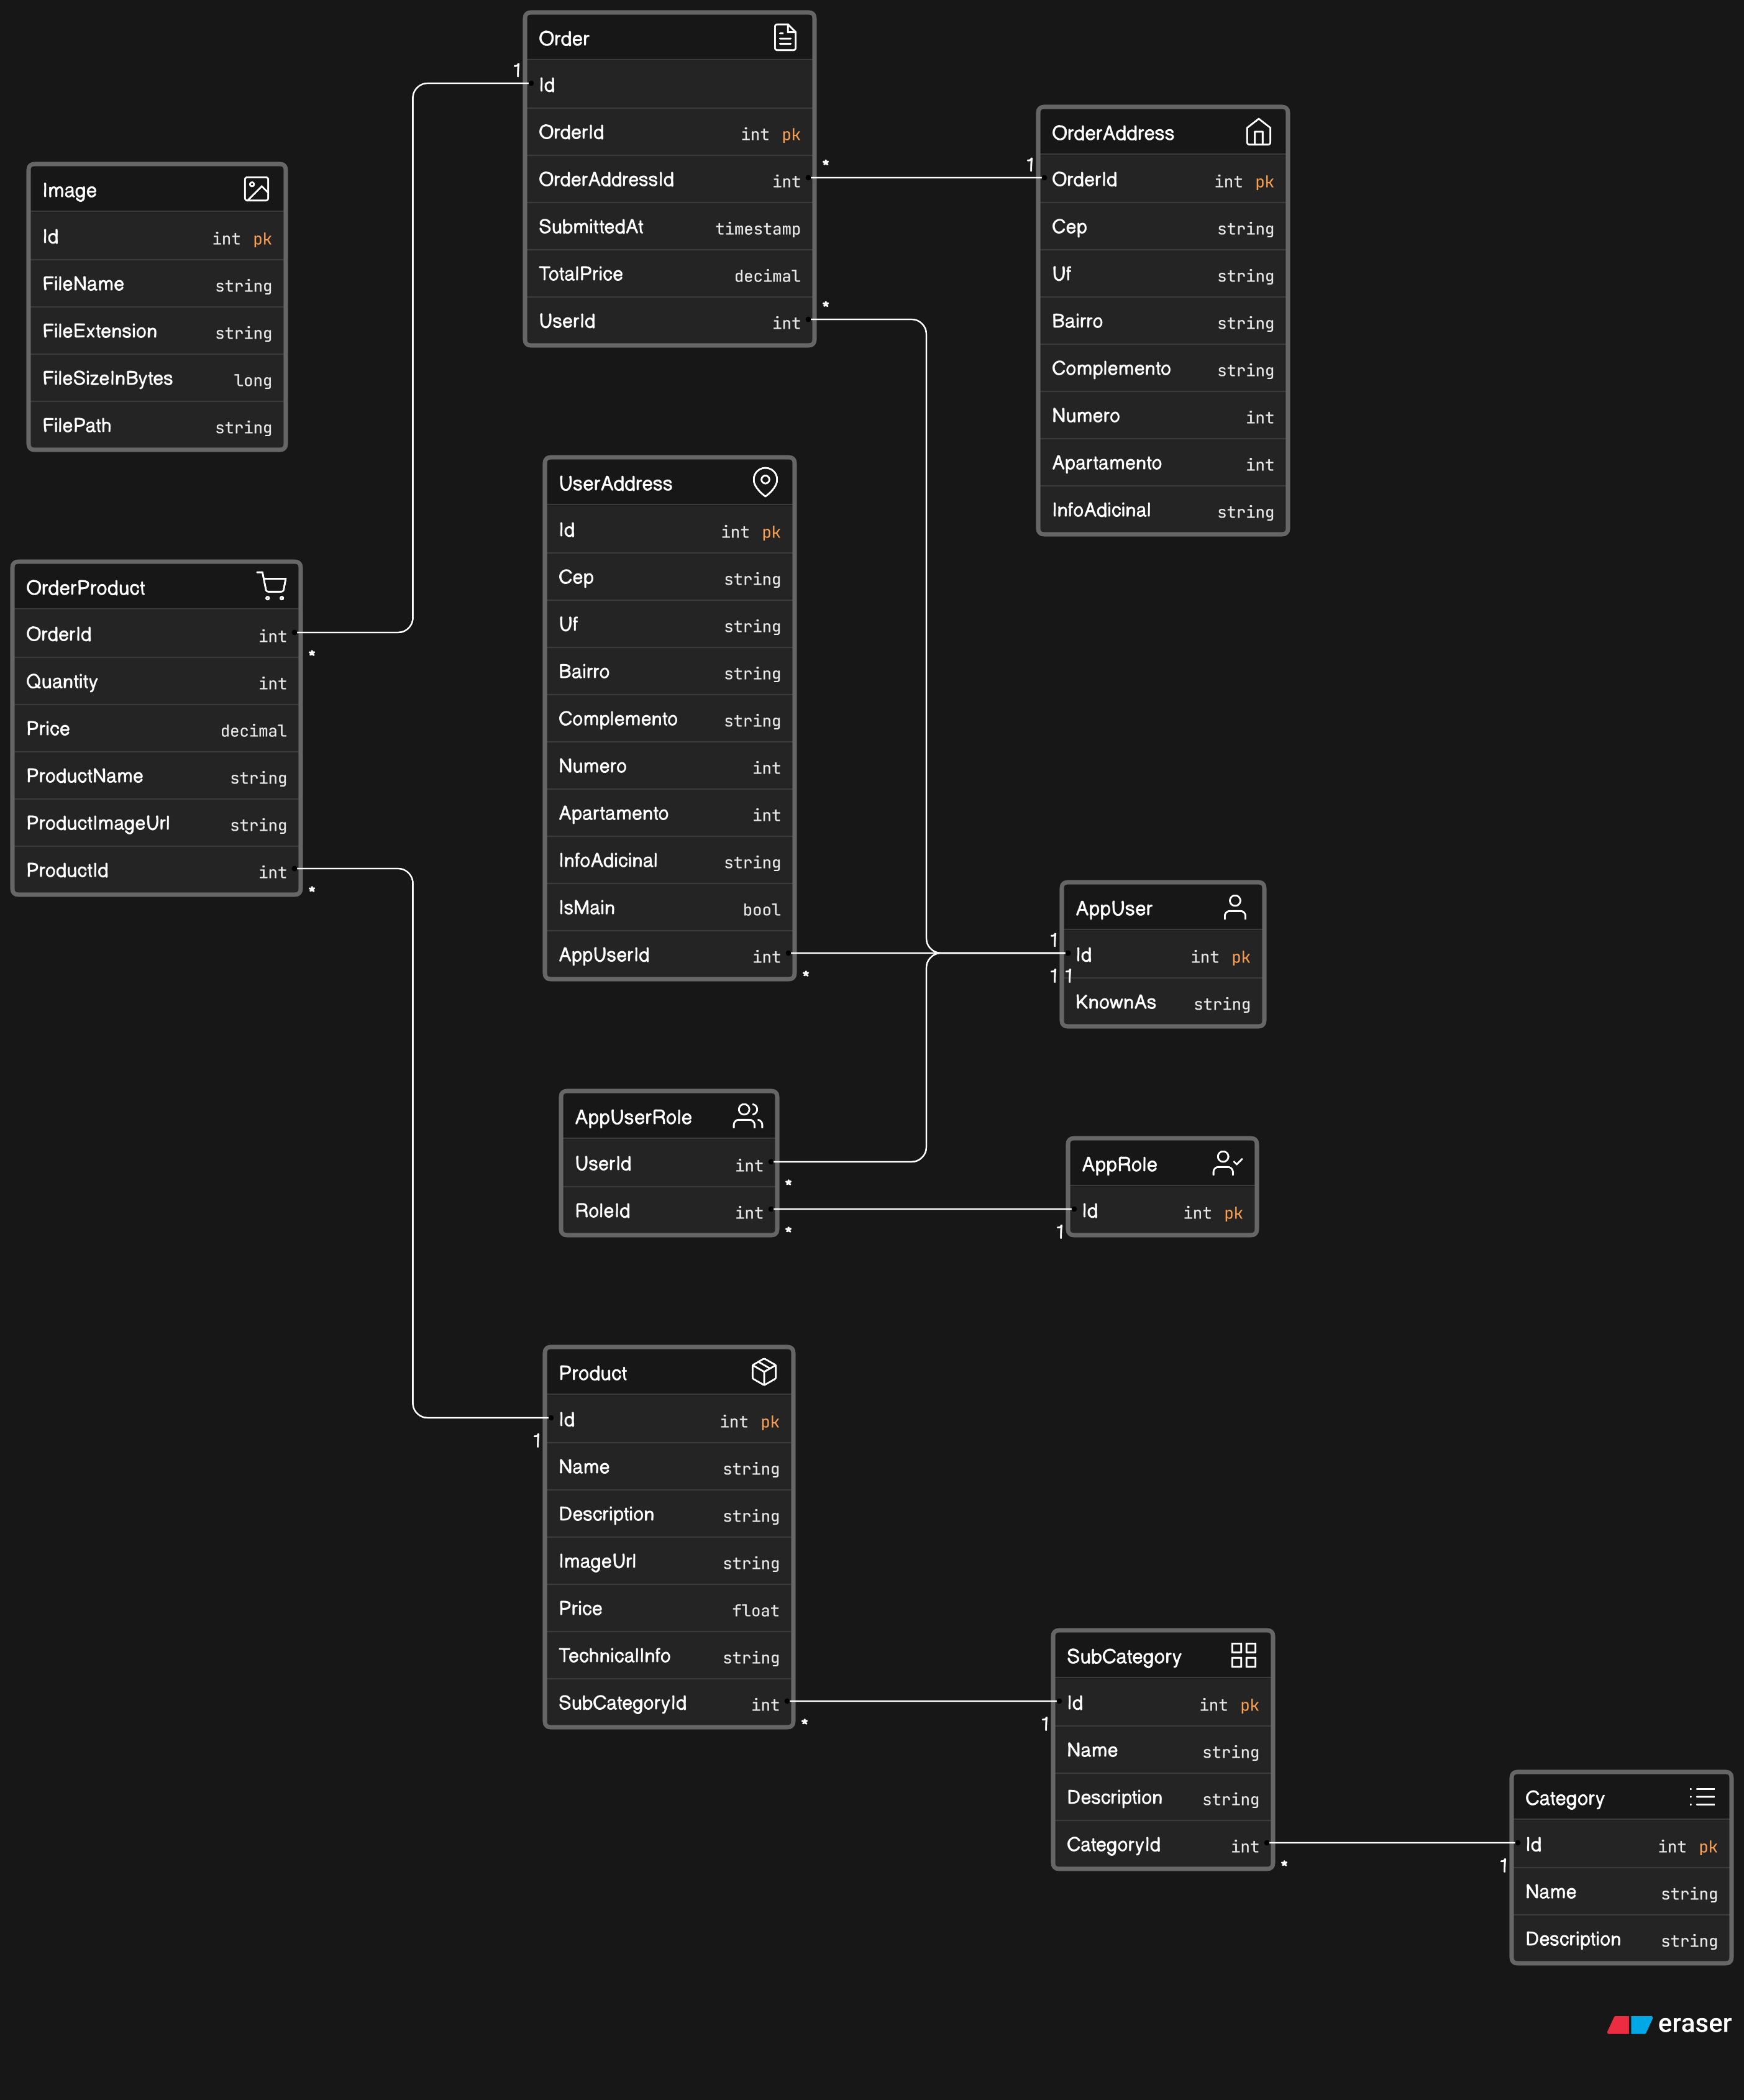 Order
1
Id
OrderId int pk
OrderAddressId int
SubmittedAt timestamp
TotalPrice decimal
UserId int
*
*
OrderAddress
1
OrderId int pk
Cep string
Uf string
Bairro string
Complemento string
Numero int
Apartamento int
InfoAdicinal string
Image
Id int pk
FileName string
FileExtension string
FileSizeInBytes long
FilePath string
UserAddress
Id int pk
Cep string
Uf string
Bairro string
Complemento string
Numero int
Apartamento int
InfoAdicinal string
IsMain bool
AppUserId int
*
OrderProduct
OrderId int
*
Quantity int
Price decimal
ProductName string
ProductImageUrl string
ProductId int
*
AppUser
1
Id int pk
1 1
KnownAs string
AppUserRole
UserId int
*
RoleId int
*
AppRole
Id int pk
1
Product
Id int pk
1
Name string
Description string
ImageUrl string
Price float
TechnicalInfo string
SubCategoryId int
*
SubCategory
Id int pk
1
Name string
Description string
CategoryId int
*
Category
Id int pk
1
Name string
Description string
eraser